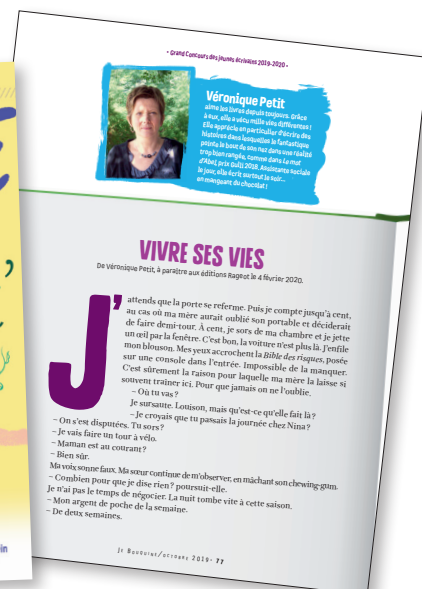 • Grand Concours des jeunes écrivains 2019-2020 •
Véronique Petit
aime les livres depuis toujours. Grâce
à eux, elle a vécu mille vies différentes !
Elle apprécie en particulier d'écrire des
histoires dans lesquelles le fantastique
pointe le bout de son nez dans une réalité
trop bien rangée, comme dans Le mot
d'Abel, prix Gulli 2018. Assistante sociale
le jour, elle écrit surtout le soir...
en mangeant du chocolat !
VIVRE SES VIES
De Véronique Petit, à paraître aux éditions Rageot le 4 février 2020.
J'attends que la porte se referme. Puis je compte jusqu'à cent,
au cas où ma mère aurait oublié son portable et déciderait
de faire demi-tour. À cent, je sors de ma chambre et je jette
un œil par la fenêtre. C'est bon, la voiture n'est plus là. J'enfile
mon blouson. Mes yeux accrochent la Bible des risques, posée
sur une console dans l'entrée. Impossible de la manquer.
C'est sûrement la raison pour laquelle ma mère la laisse si
souvent traîner ici. Pour que jamais on ne l'oublie.
– Où tu vas ?
Je sursaute. Louison, mais qu'est-ce qu'elle fait là ?
– Je croyais que tu passais la journée chez Nina ?
– On s'est disputées. Tu sors ?
– Je vais faire un tour à vélo.
– Maman est au courant ?
– Bien sûr.
Ma voix sonne faux. Ma sœur continue de m'observer, en mâchant son chewing-gum.
– Combien pour que je dise rien ? poursuit-elle.
Je n'ai pas le temps de négocier. La nuit tombe vite à cette saison.
– Mon argent de poche de la semaine.
– De deux semaines.
Je Bouquine/octobre 2019 • 77